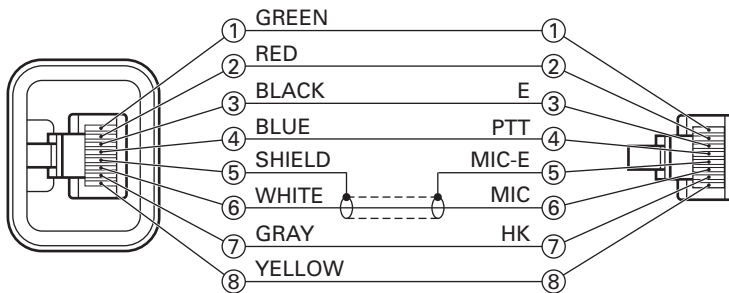 ① GREEN ①
② RED ②
③ BLACK E ③
④ BLUE PTT ④
⑤ SHIELD MIC-E ⑤
⑥ WHITE MIC ⑥
⑦ GRAY HK ⑦
⑧ YELLOW ⑧